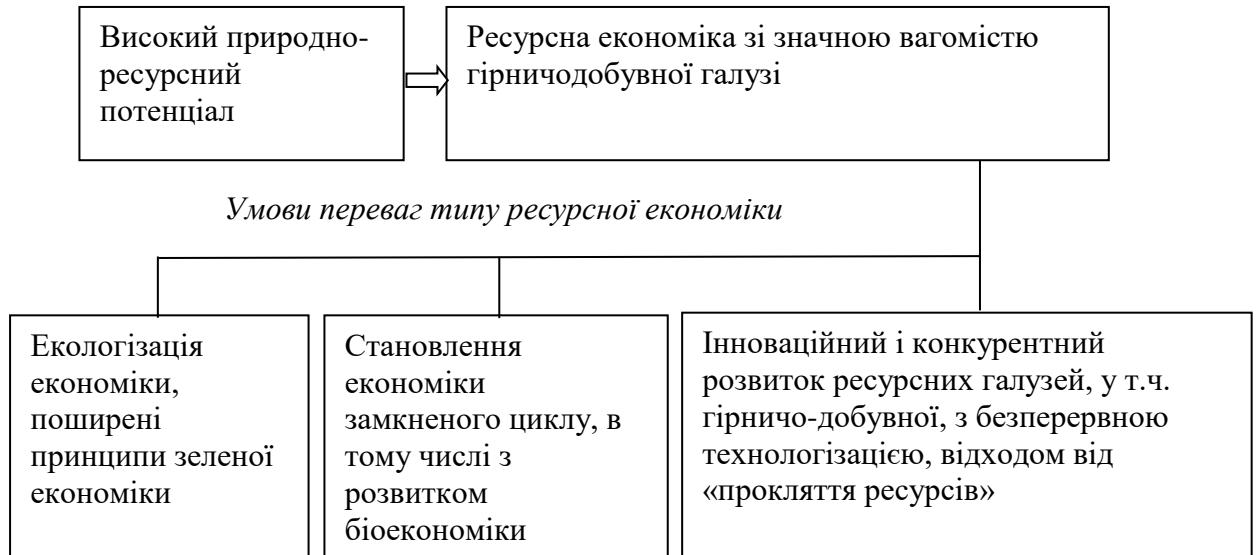 Високий природно-
ресурсний
потенціал
Ресурсна економіка зі значною вагомістю
гірничодобувної галузі
Умови переваг типу ресурсної економіки
Екологізація
економіки,
поширені
принципи зеленої
економіки
Становлення
економіки
замкненого циклу, в
тому числі з
розвитком
біоекономіки
Інноваційний і конкурентний
розвиток ресурсних галузей, у т.ч.
гірничо-добувної, з безперервною
технологізацією, відходом від
«прокляття ресурсів»